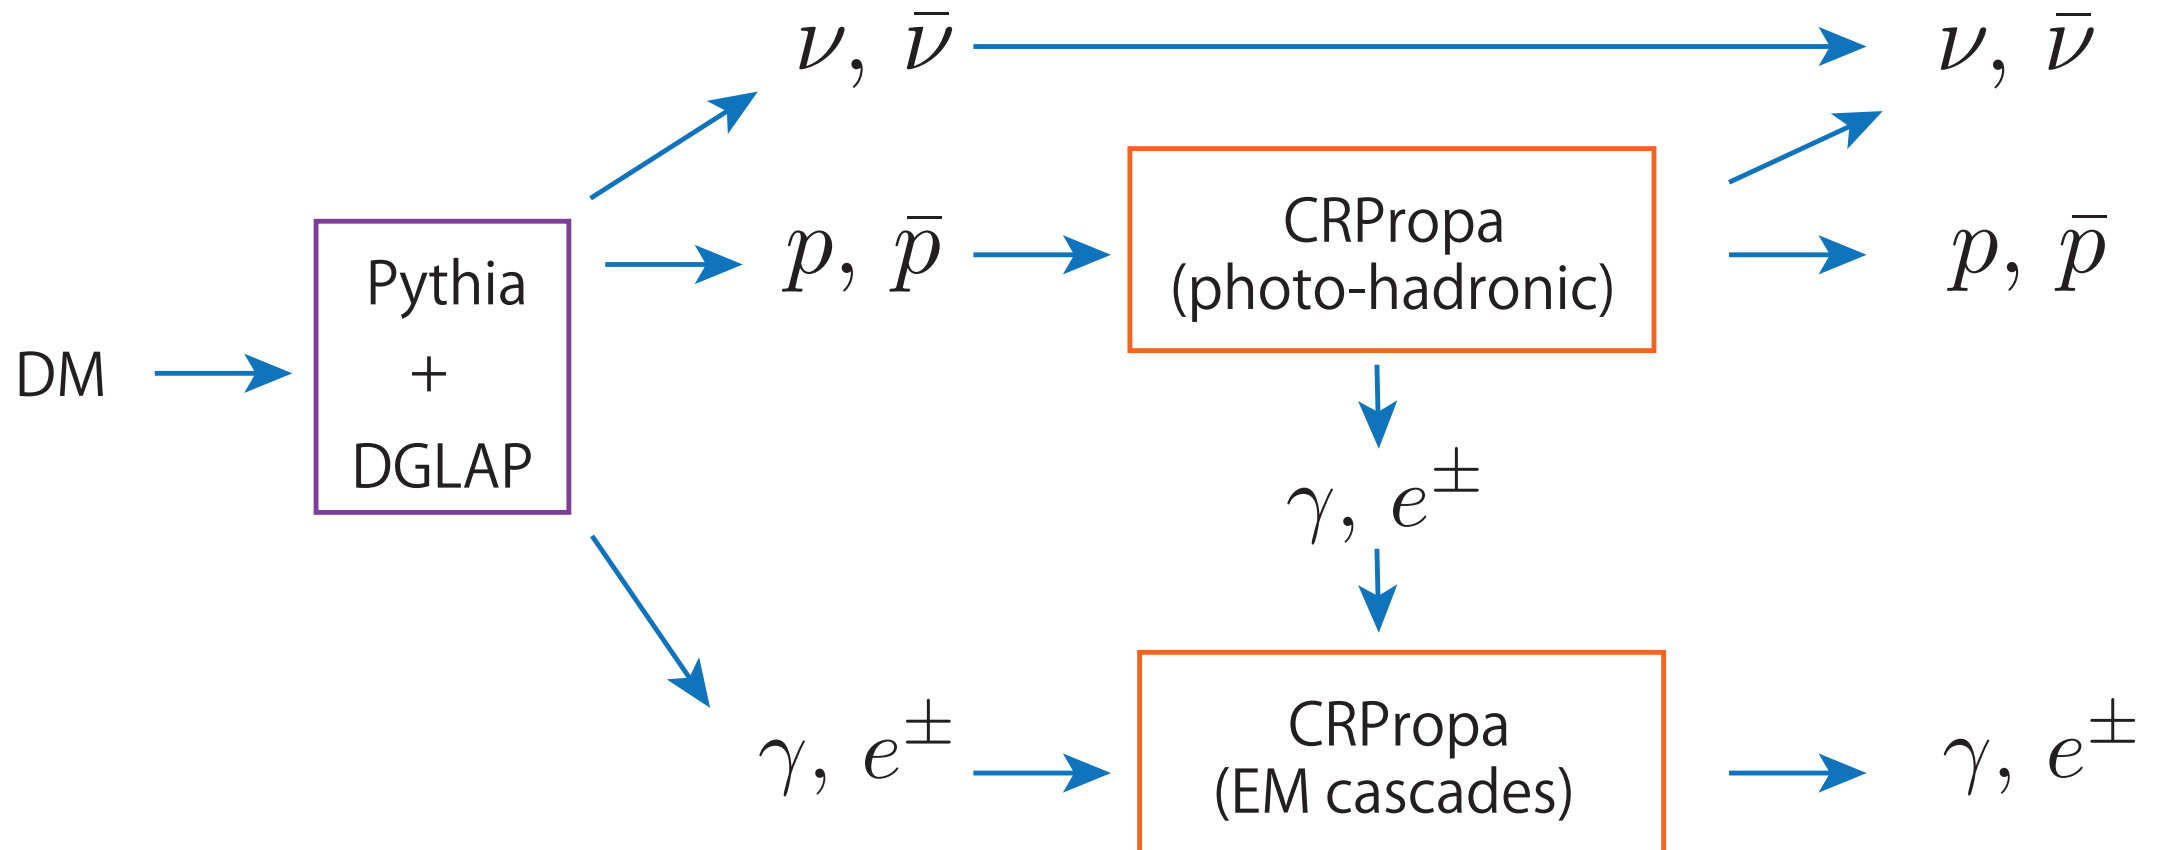 ν, ν̄
ν, ν̄
p, p̄
CRPropa
(photo-hadronic)
p, p̄
Pythia
+
DGLAP
DM
γ, e±
γ, e±
CRPropa
(EM cascades)
γ, e±